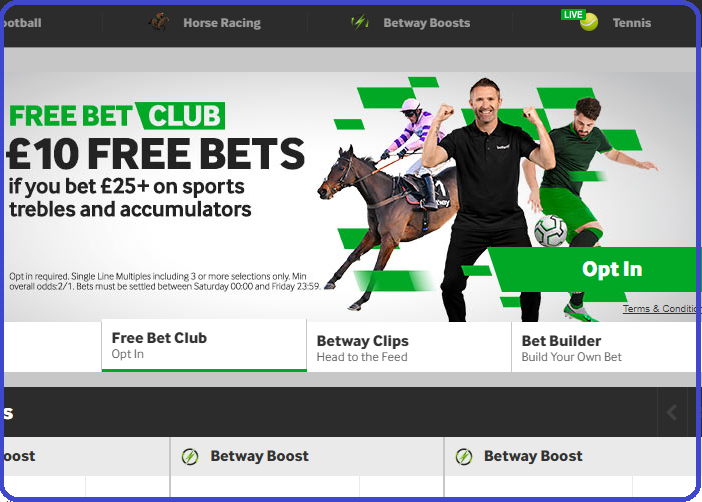 ootball Horse Racing Betway Boosts LIVE Tennis
FREE BET CLUB
£10 FREE BETS
if you bet £25+ on sports
trebles and accumulators
Opt in required. Single Line Multiples including 3 or more selections only. Min
overall odds:2/1. Bets must be settled between Saturday 00:00 and Friday 23:59.
Opt In
Terms & Conditio
Free Bet Club Betway Clips Bet Builder
Opt In Head to the Feed Build Your Own Bet
s
oost Betway Boost Betway Boost